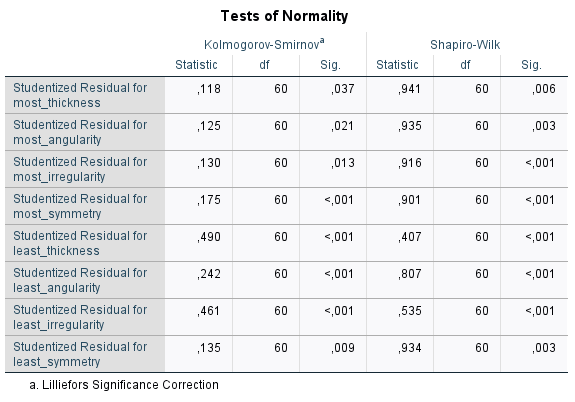 Tests of Normality
Kolmogorov-Smirnov^a Shapiro-Wilk
Statistic df Sig. Statistic df Sig.
Studentized Residual for most_thickness ,118 60 ,037 ,941 60 ,006
Studentized Residual for most_angularity ,125 60 ,021 ,935 60 ,003
Studentized Residual for most_irregularity ,130 60 ,013 ,916 60 <,001
Studentized Residual for most_symmetry ,175 60 <,001 ,901 60 <,001
Studentized Residual for least_thickness ,490 60 <,001 ,407 60 <,001
Studentized Residual for least_angularity ,242 60 <,001 ,807 60 <,001
Studentized Residual for least_irregularity ,461 60 <,001 ,535 60 <,001
Studentized Residual for least_symmetry ,135 60 ,009 ,934 60 ,003
a. Lilliefors Significance Correction